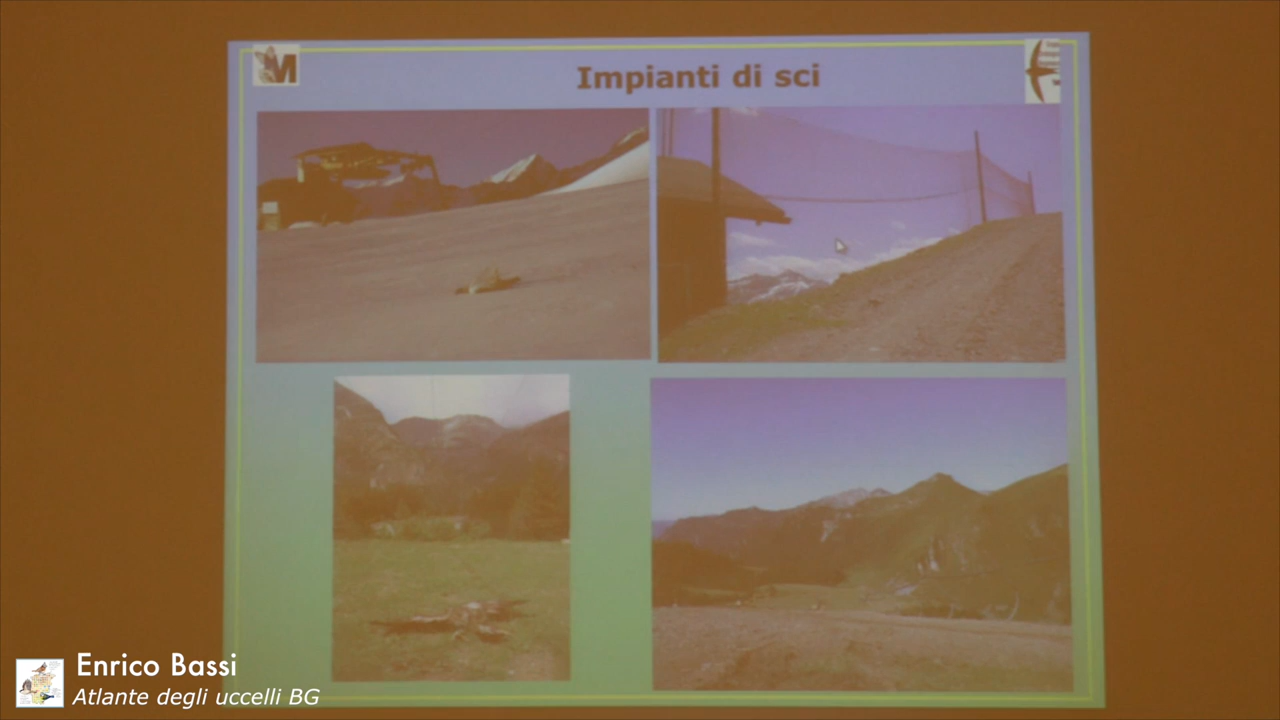 M
Impianti di sci
Enrico Bassi
Atlante degli uccelli BG